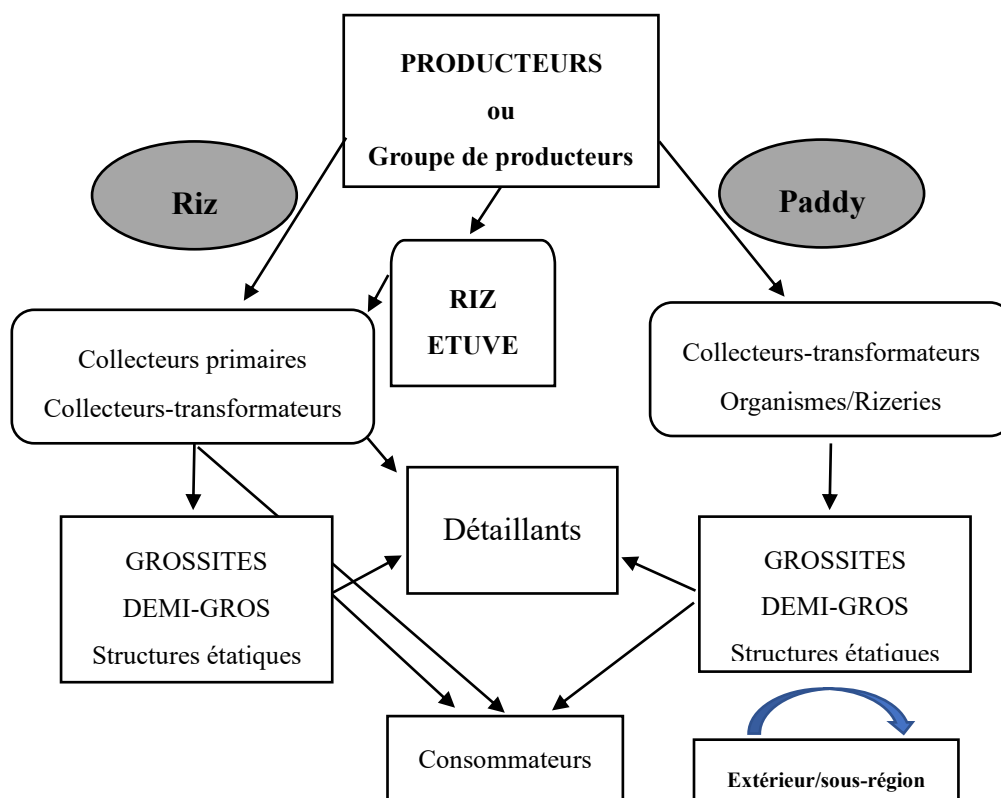 PRODUCTEURS
ou
Groupe de producteurs
Riz
Paddy
RIZ
ETUVE
Collecteurs primaires
Collecteurs-transformateurs
Collecteurs-transformateurs
Organismes/Rizeries
Détaillants
GROSSITES
DEMI-GROS
Structures étatiques
GROSSITES
DEMI-GROS
Structures étatiques
Consommateurs
Extérieur/sous-région